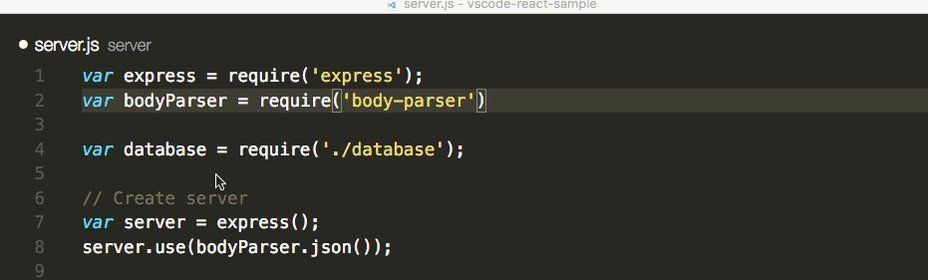 server.js - vscode-react-sample
● server.js server
1 var express = require('express');
2 var bodyParser = require('body-parser')
3
4 var database = require('./database');
5
6 // Create server
7 var server = express();
8 server.use(bodyParser.json());
9